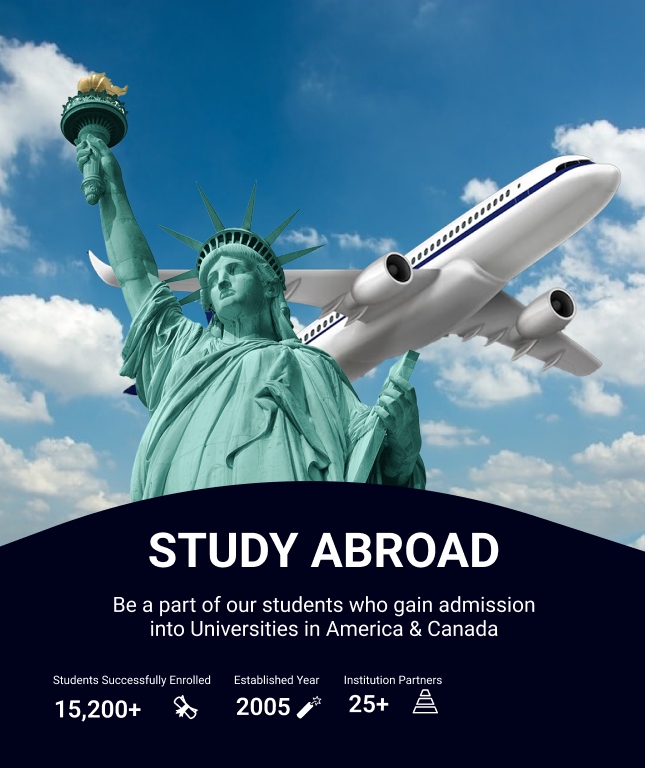 STUDY ABROAD
Be a part of our students who gain admission
into Universities in America & Canada
Students Successfully Enrolled
15,200+
Established Year
2005
Institution Partners
25+